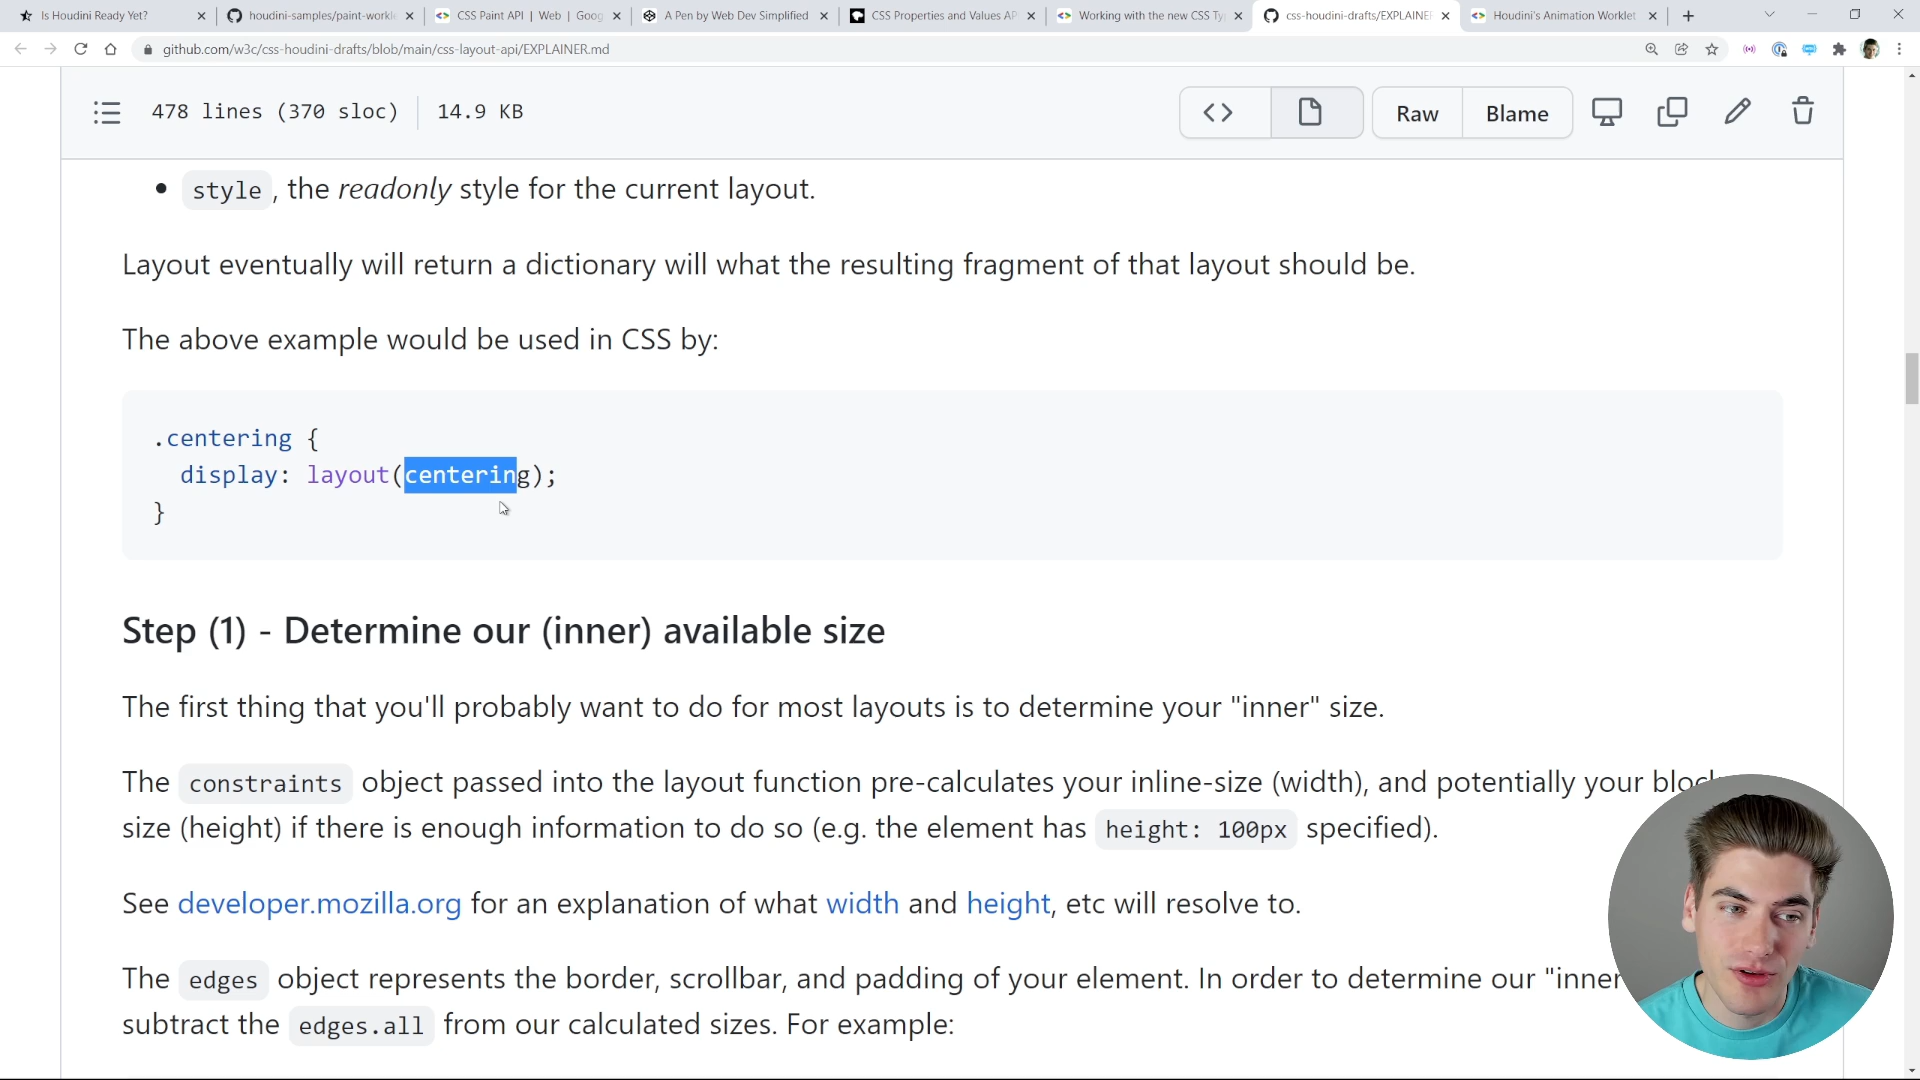 Is Houdini Ready Yet?
houdini-samples/paint-workle
CSS Paint API | Web | Goog
A Pen by Web Dev Simplified
CSS Properties and Values AP
Working with the new CSS Ty
css-houdini-drafts/EXPLAINER
Houdini's Animation Worklet
github.com/w3c/css-houdini-drafts/blob/main/css-layout-api/EXPLAINER.md
478 lines (370 sloc) 14.9 KB
Raw Blame
• style, the readonly style for the current layout.
Layout eventually will return a dictionary will what the resulting fragment of that layout should be.
The above example would be used in CSS by:
.centering {
display: layout(centering);
}
Step (1) - Determine our (inner) available size
The first thing that you'll probably want to do for most layouts is to determine your "inner" size.
The constraints object passed into the layout function pre-calculates your inline-size (width), and potentially your block
size (height) if there is enough information to do so (e.g. the element has height: 100px specified).
See developer.mozilla.org for an explanation of what width and height, etc will resolve to.
The edges object represents the border, scrollbar, and padding of your element. In order to determine our "inner
subtract the edges.all from our calculated sizes. For example: